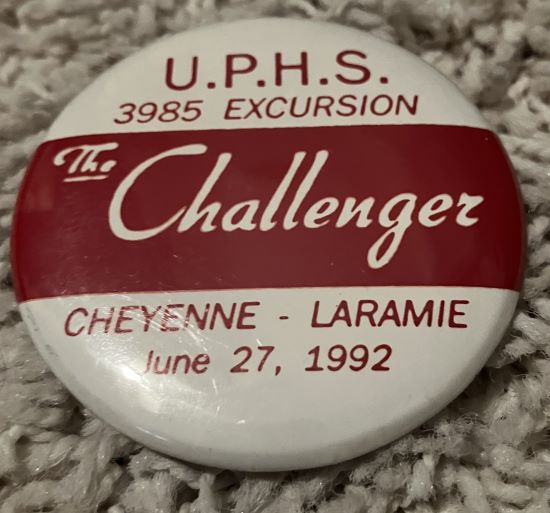 U.P.H.S.
3985 EXCURSION
The Challenger
CHEYENNE - LARAMIE
June 27, 1992